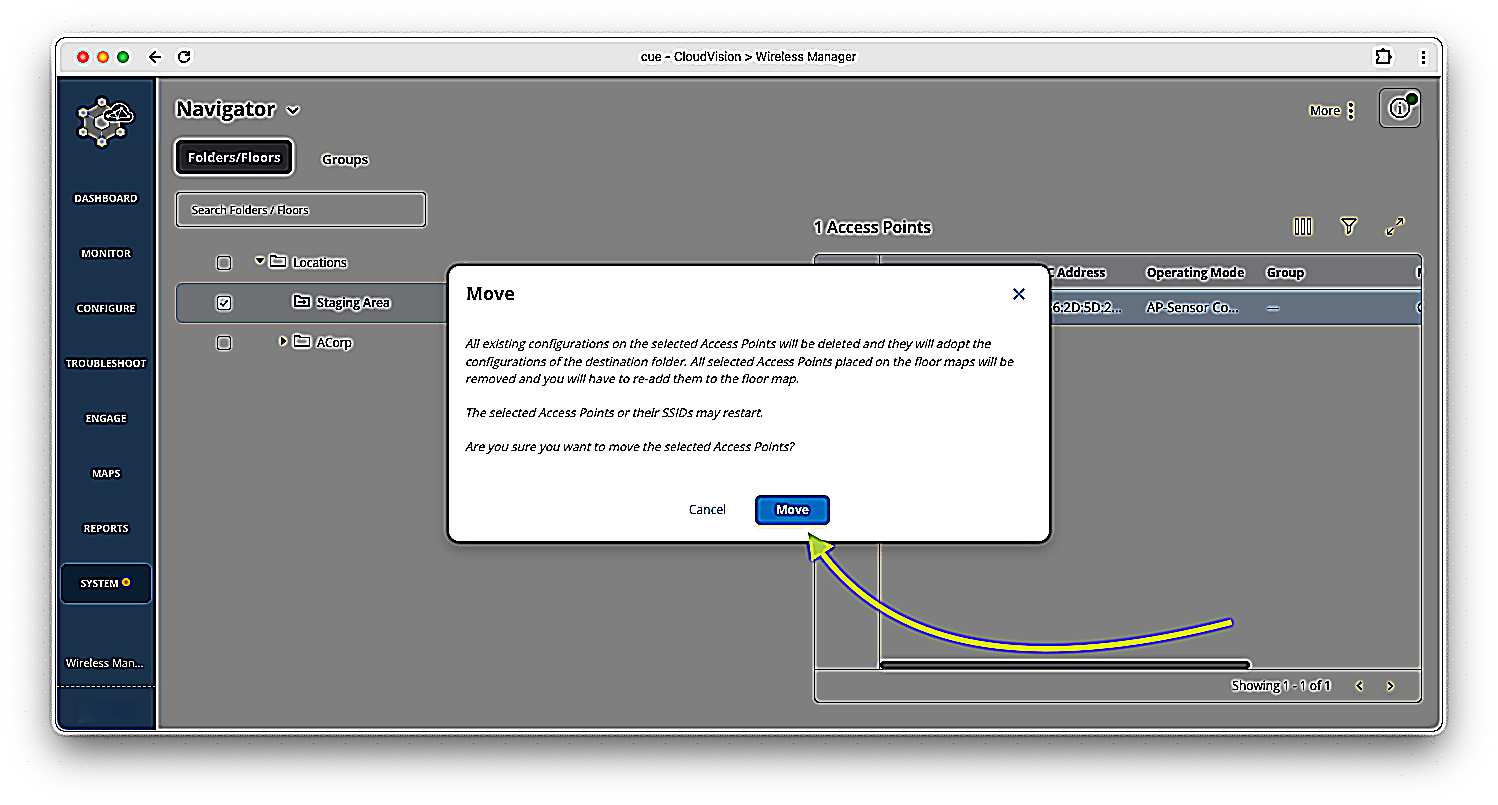 cue - CloudVision > Wireless Manager
Navigator
More
Folders/Floors
Groups
DASHBOARD
Search Folders / Floors
1 Access Points
MONITOR
Locations
C Address
Operating Mode
Group
Staging Area
6:2D:5D:2...
AP-Sensor Co...
—
CONFIGURE
ACorp
TROUBLESHOOT
ENGAGE
MAPS
REPORTS
SYSTEM
Wireless Man...
Move
All existing configurations on the selected Access Points will be deleted and they will adopt the
configurations of the destination folder. All selected Access Points placed on the floor maps will be
removed and you will have to re-add them to the floor map.
The selected Access Points or their SSIDs may restart.
Are you sure you want to move the selected Access Points?
Cancel
Move
Showing 1 - 1 of 1